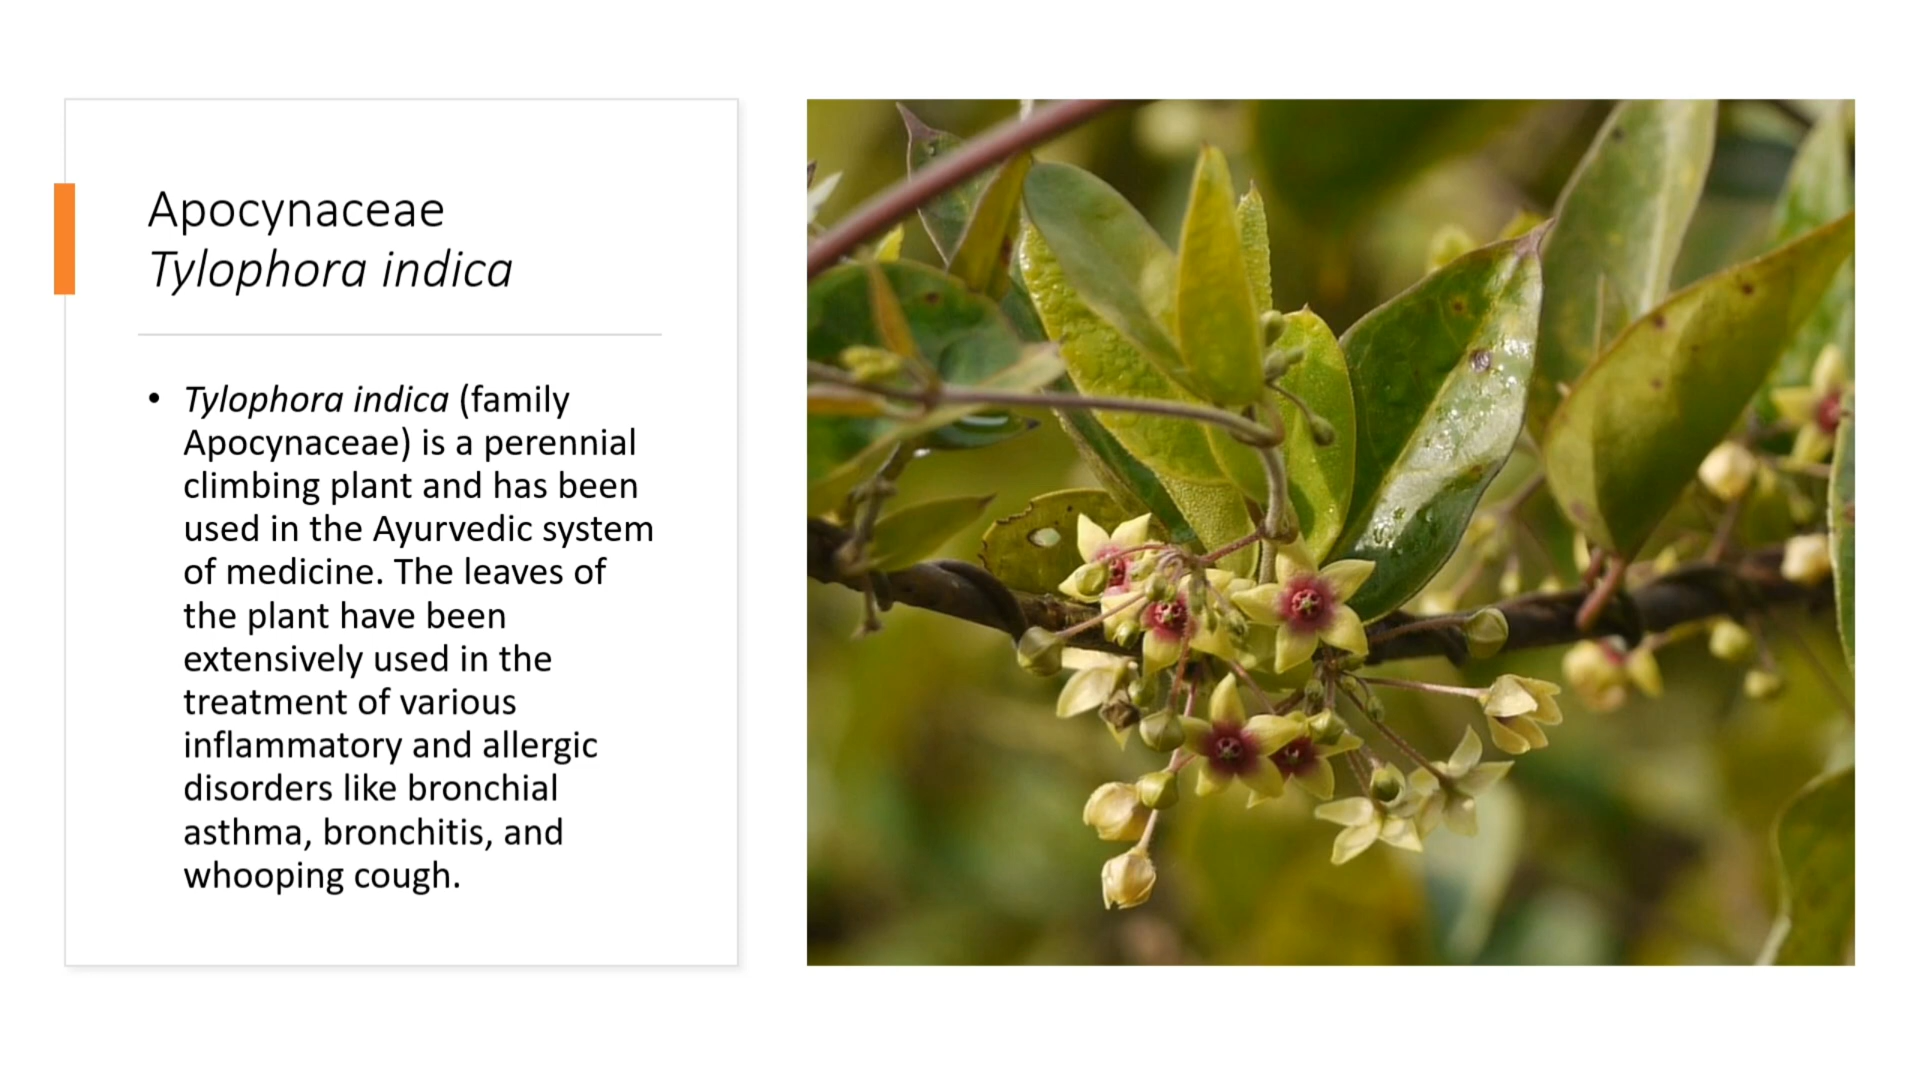 Apocynaceae
Tylophora indica
• Tylophora indica (family
Apocynaceae) is a perennial
climbing plant and has been
used in the Ayurvedic system
of medicine. The leaves of
the plant have been
extensively used in the
treatment of various
inflammatory and allergic
disorders like bronchial
asthma, bronchitis, and
whooping cough.